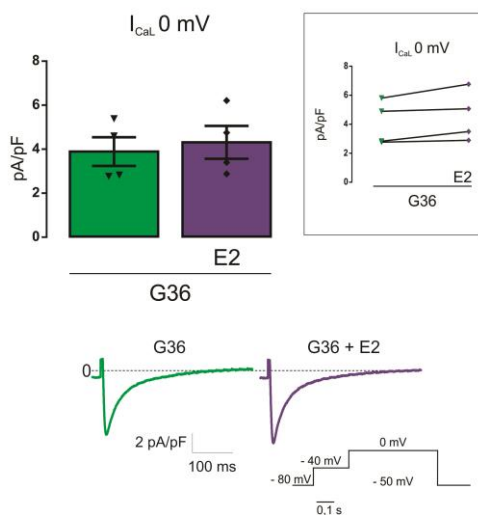 I_CaL 0 mV
pA/pF
8
6
4
2
0
E2
G36
I_CaL 0 mV
pA/pF
8
6
4
2
0
E2
G36
G36
G36 + E2
0
2 pA/pF
100 ms
0 mV
- 40 mV
- 80 mV
- 50 mV
0.1 s